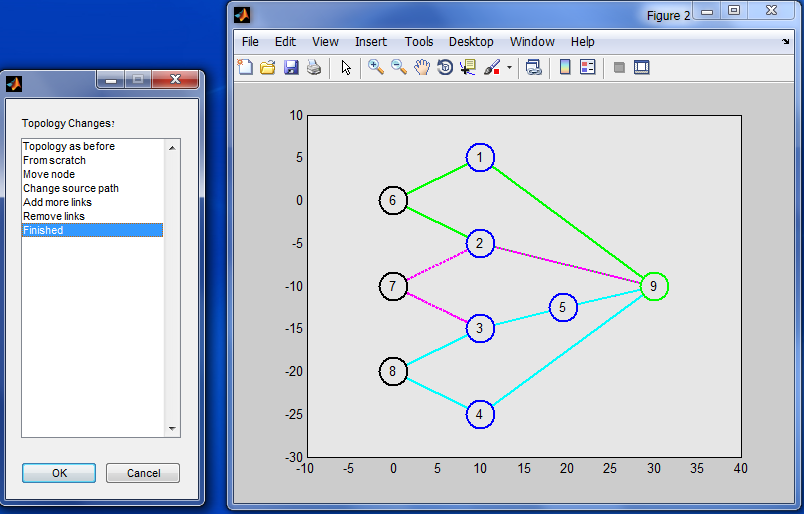 Figure 2
File Edit View Insert Tools Desktop Window Help
Topology Changes?
Topology as before
From scratch
Move node
Change source path
Add more links
Remove links
Finished
OK Cancel
10
5
0
-5
-10
-15
-20
-25
-30
-10 -5 0 5 10 15 20 25 30 35 40
1
6
2
7
9
5
3
8
4